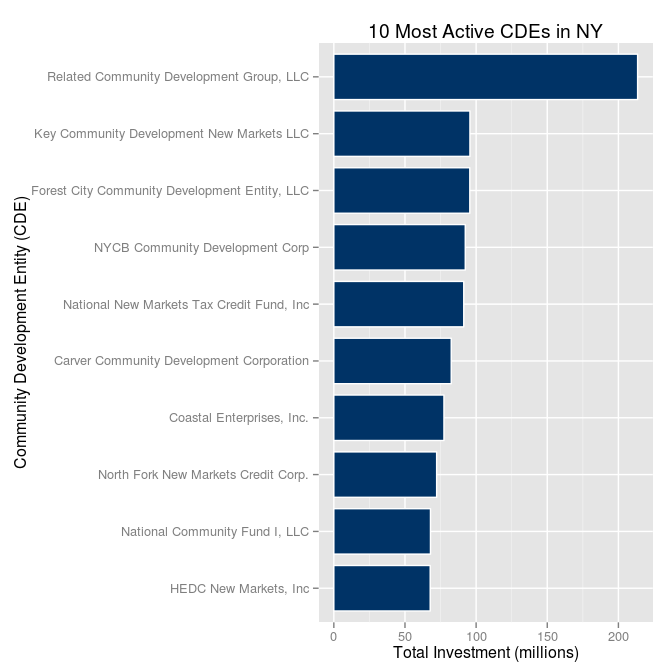 10 Most Active CDEs in NY
Community Development Entity (CDE)
Related Community Development Group, LLC
Key Community Development New Markets LLC
Forest City Community Development Entity, LLC
NYCB Community Development Corp
National New Markets Tax Credit Fund, Inc
Carver Community Development Corporation
Coastal Enterprises, Inc.
North Fork New Markets Credit Corp.
National Community Fund I, LLC
HEDC New Markets, Inc
0 50 100 150 200
Total Investment (millions)